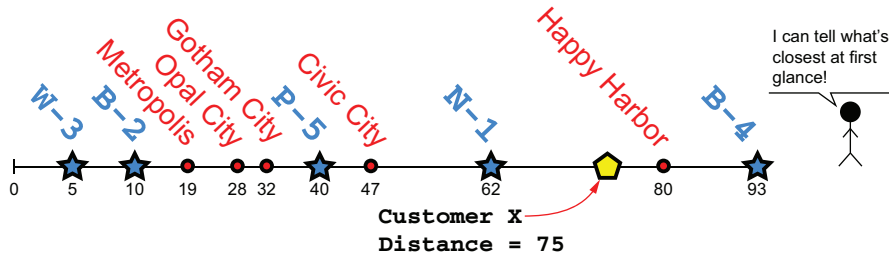 W-3
B-2
Metropolis
Opal City
Gotham City
P-5
Civic City
N-1
Happy Harbor
B-4
I can tell what's
closest at first
glance!
0 5 10 19 28 32 40 47 62 80 93
Customer X
Distance = 75